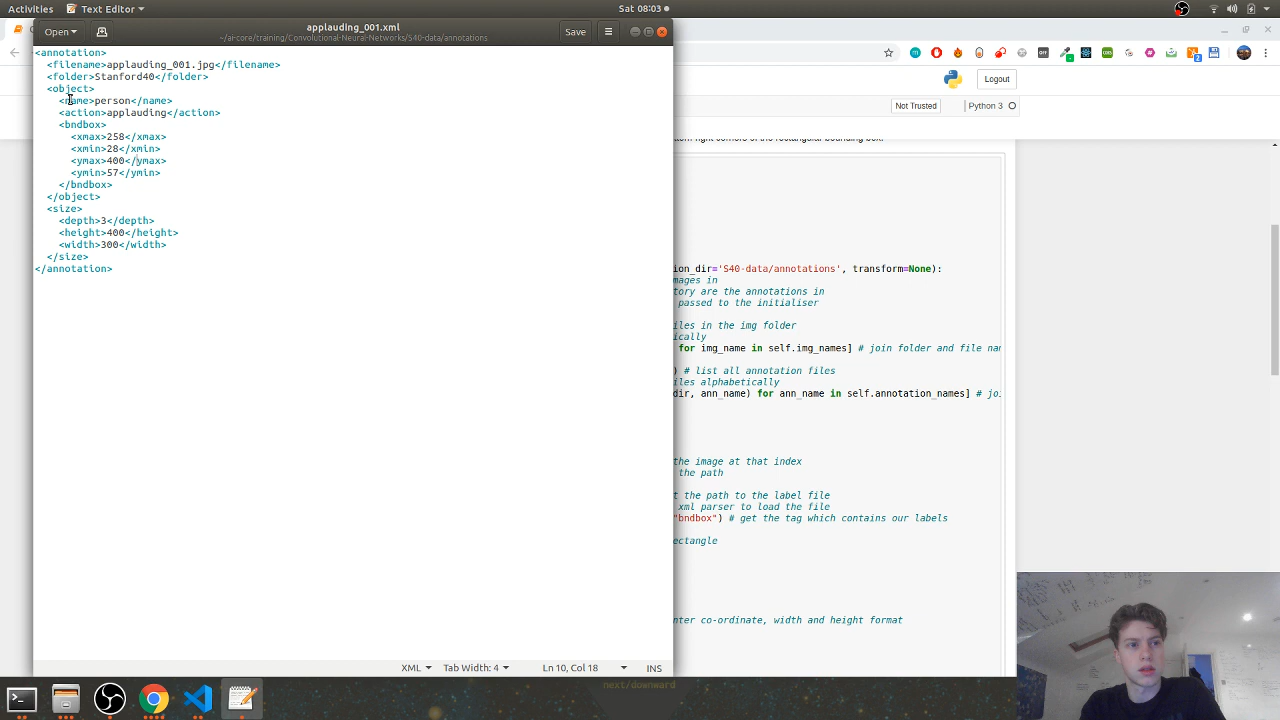 Activities
Text Editor
Sat 08:03
Open
applauding_001.xml
~/ai-core/training/Convolutional-Neural-Networks/S40-data/annotations
Save
<annotation>
<filename>applauding_001.jpg</filename>
<folder>Stanford40</folder>
<object>
<name>person</name>
<action>applauding</action>
<bndbox>
<xmax>258</xmax>
<xmin>28</xmin>
<ymax>400</ymax>
<ymin>57</ymin>
</bndbox>
</object>
<size>
<depth>3</depth>
<height>400</height>
<width>300</width>
</size>
</annotation>
XML
Tab Width: 4
Ln 10, Col 18
INS
Logout
Not Trusted
Python 3
ottom right corners of the rectangular bounding box.
ion_dir='S40-data/annotations', transform=None):
mages in
tory are the annotations in
passed to the initialiser
iles in the img folder
ically
for img_name in self.img_names] # join folder and file nam
) # list all annotation files
iles alphabetically
dir, ann_name) for ann_name in self.annotation_names] # joi
the image at that index
the path
t the path to the label file
xml parser to load the file
"bndbox") # get the tag which contains our labels
ectangle
nter co-ordinate, width and height format
next/downward